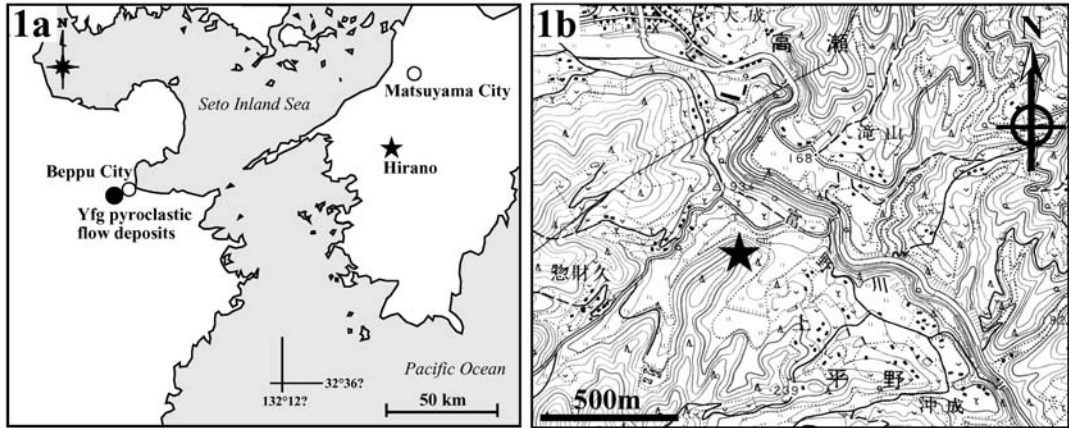 1a
N
Seto Inland Sea
Matsuyama City
Hirano
Beppu City
Yfg pyroclastic
flow deposits
Pacific Ocean
32°36?
132°12?
50 km
1b
大成
高瀬
N
滝山
168
惣財久
上
平野
239
沖成
500m